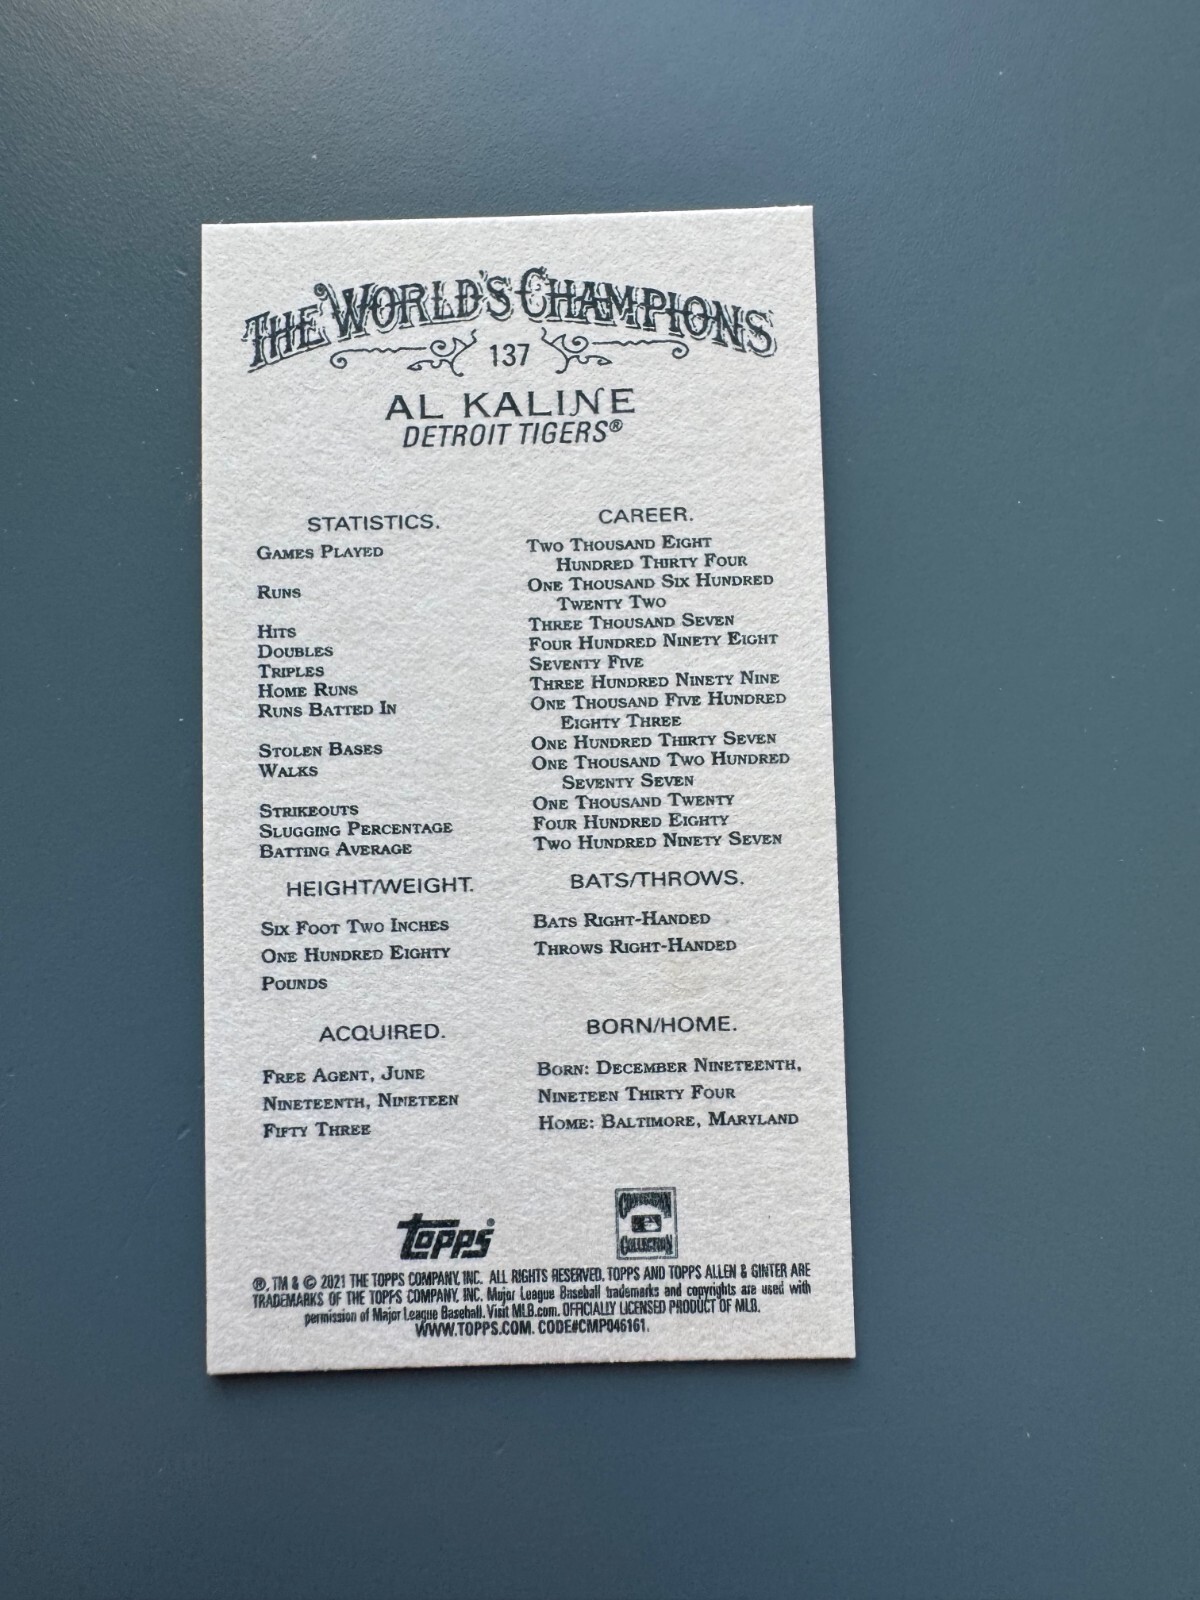 THE WORLD'S CHAMPIONS
137
AL KALINE
DETROIT TIGERS®
STATISTICS.
GAMES PLAYED
RUNS
HITS
DOUBLES
TRIPLES
HOME RUNS
RUNS BATTED IN
STOLEN BASES
WALKS
STRIKEOUTS
SLUGGING PERCENTAGE
BATTING AVERAGE
CAREER.
TWO THOUSAND EIGHT
HUNDRED THIRTY FOUR
ONE THOUSAND SIX HUNDRED
TWENTY TWO
THREE THOUSAND SEVEN
FOUR HUNDRED NINETY EIGHT
SEVENTY FIVE
THREE HUNDRED NINETY NINE
ONE THOUSAND FIVE HUNDRED
EIGHTY THREE
ONE HUNDRED THIRTY SEVEN
ONE THOUSAND TWO HUNDRED
SEVENTY SEVEN
ONE THOUSAND TWENTY
FOUR HUNDRED EIGHTY
TWO HUNDRED NINETY SEVEN
HEIGHT/WEIGHT.
SIX FOOT TWO INCHES
ONE HUNDRED EIGHTY
POUNDS
BATS/THROWS.
BATS RIGHT-HANDED
THROWS RIGHT-HANDED
ACQUIRED.
FREE AGENT, JUNE
NINETEENTH, NINETEEN
FIFTY THREE
BORN/HOME.
BORN: DECEMBER NINETEENTH,
NINETEEN THIRTY FOUR
HOME: BALTIMORE, MARYLAND
topps®
COOPERSTOWN
COLLECTION
®, TM & © 2021 THE TOPPS COMPANY, INC. ALL RIGHTS RESERVED. TOPPS AND TOPPS ALLEN & GINTER ARE
TRADEMARKS OF THE TOPPS COMPANY, INC. Major League Baseball trademarks and copyrights are used with
permission of Major League Baseball. Visit MLB.com. OFFICIALLY LICENSED PRODUCT OF MLB.
WWW.TOPPS.COM. CODE#CMP046161.